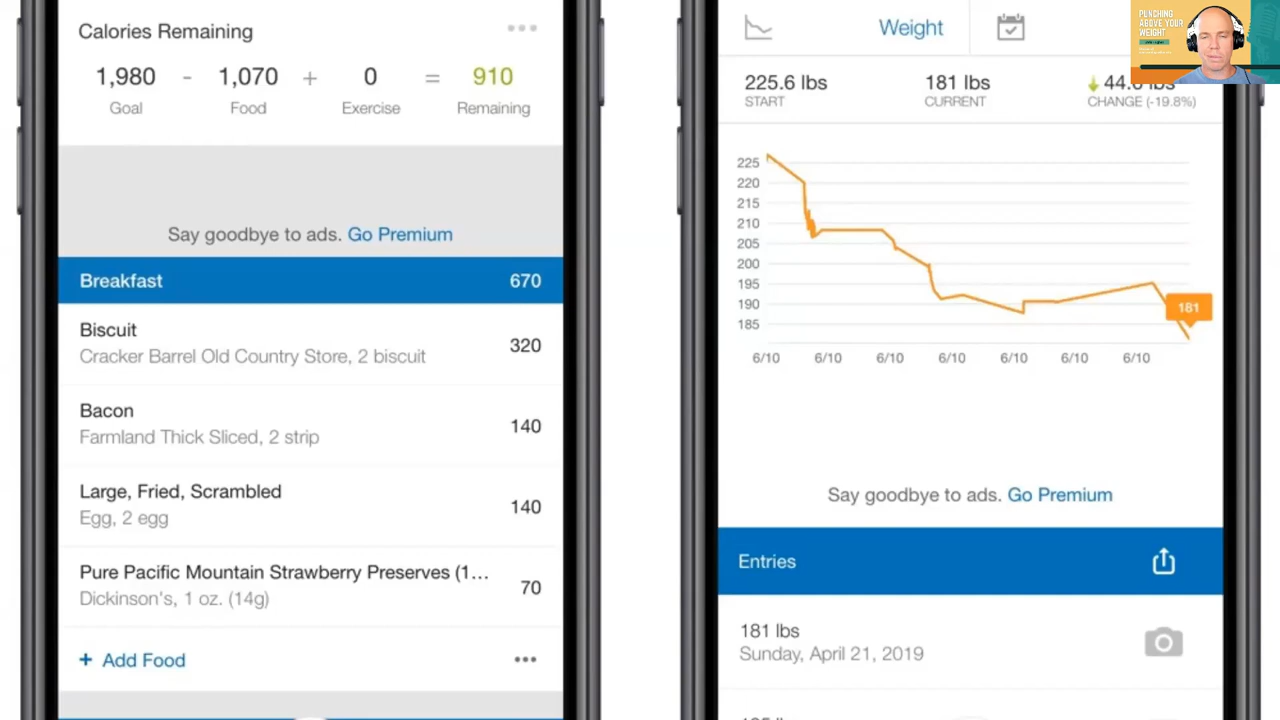 Calories Remaining
1,980 - 1,070 + 0 = 910
Goal Food Exercise Remaining
Say goodbye to ads. Go Premium
Breakfast 670
Biscuit
Cracker Barrel Old Country Store, 2 biscuit 320
Bacon
Farmland Thick Sliced, 2 strip 140
Large, Fried, Scrambled
Egg, 2 egg 140
Pure Pacific Mountain Strawberry Preserves (1...
Dickinson's, 1 oz. (14g) 70
+ Add Food
Weight
225.6 lbs 181 lbs
START CURRENT CHANGE (-19.8%)
225
220
215
210
205
200
195
190
185
181
6/10 6/10 6/10 6/10 6/10 6/10 6/10
Say goodbye to ads. Go Premium
Entries
181 lbs
Sunday, April 21, 2019
PUNCHING
ABOVE YOUR
WEIGHT